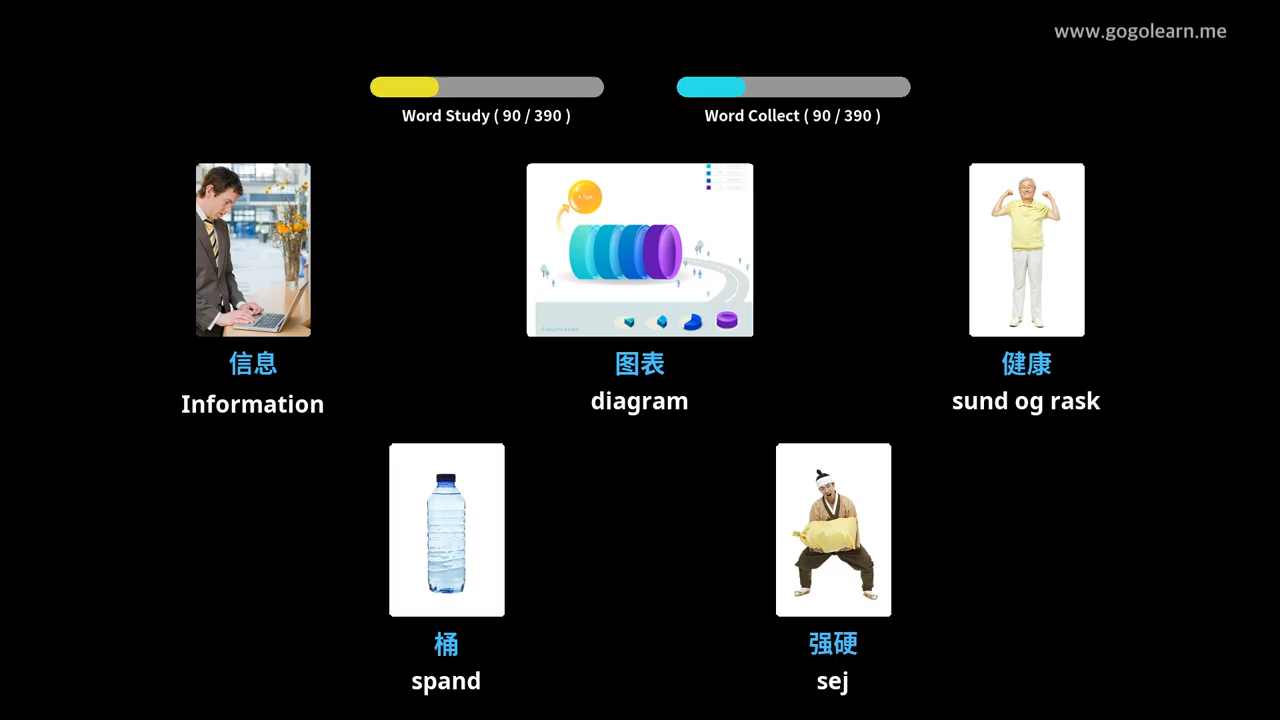 www.gogolearn.me
Word Study ( 90 / 390 )
Word Collect ( 90 / 390 )
信息
Information
图表
diagram
健康
sund og rask
Classification
桶
spand
强硬
sej